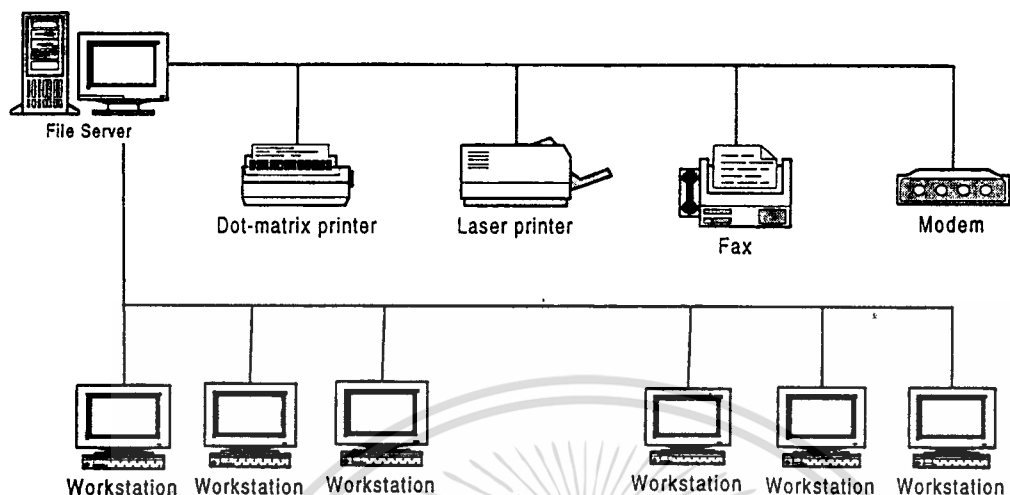 File Server
Dot-matrix printer
Laser printer
Fax
Modem
Workstation
Workstation
Workstation
Workstation
Workstation
Workstation